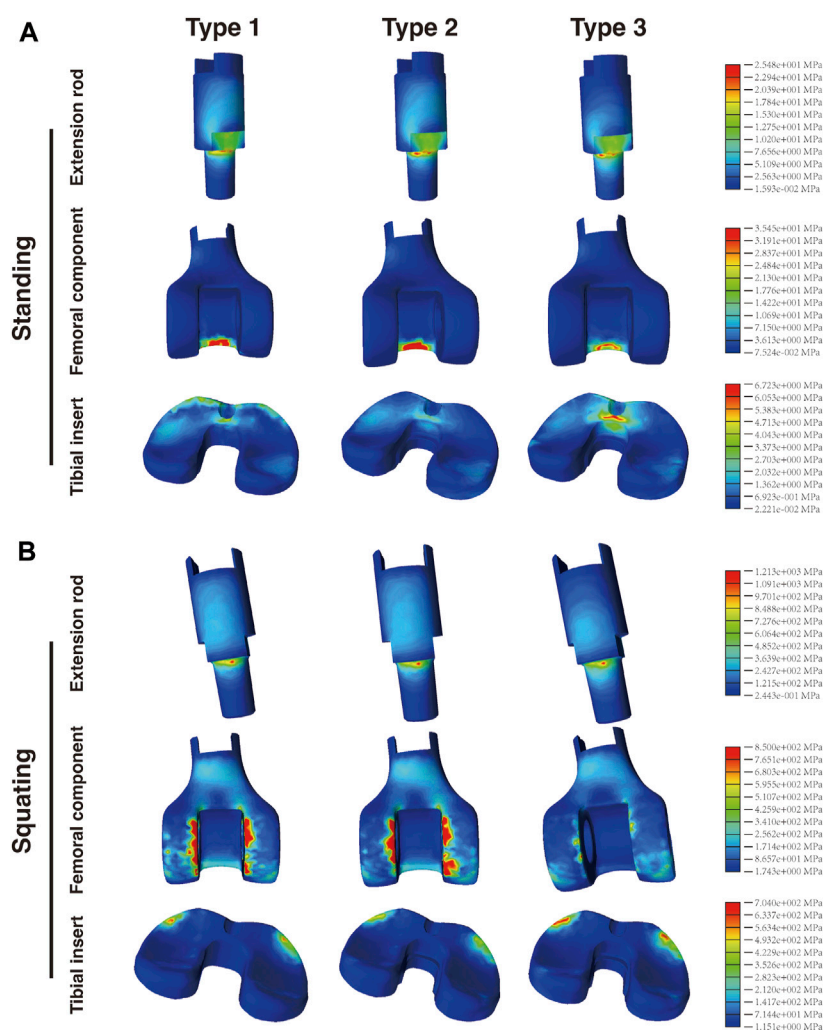 A
Type 1
Type 2
Type 3
Standing
Extension rod
2.548e+001 MPa
2.294e+001 MPa
2.039e+001 MPa
1.784e+001 MPa
1.530e+001 MPa
1.275e+001 MPa
1.020e+001 MPa
7.656e+000 MPa
5.109e+000 MPa
2.563e+000 MPa
1.593e-002 MPa
Femoral component
3.545e+001 MPa
3.191e+001 MPa
2.837e+001 MPa
2.484e+001 MPa
2.130e+001 MPa
1.776e+001 MPa
1.422e+001 MPa
1.069e+001 MPa
7.150e+000 MPa
3.613e+000 MPa
7.524e-002 MPa
Tibial insert
6.723e+000 MPa
6.053e+000 MPa
5.383e+000 MPa
4.713e+000 MPa
4.043e+000 MPa
3.373e+000 MPa
2.703e+000 MPa
2.032e+000 MPa
1.362e+000 MPa
6.923e-001 MPa
2.221e-002 MPa
B
Squating
Extension rod
1.213e+003 MPa
1.091e+003 MPa
9.701e+002 MPa
8.488e+002 MPa
7.276e+002 MPa
6.064e+002 MPa
4.852e+002 MPa
3.639e+002 MPa
2.427e+002 MPa
1.215e+002 MPa
2.443e-001 MPa
Femoral component
8.500e+002 MPa
7.651e+002 MPa
6.803e+002 MPa
5.955e+002 MPa
5.107e+002 MPa
4.259e+002 MPa
3.410e+002 MPa
2.562e+002 MPa
1.714e+002 MPa
8.657e+001 MPa
1.743e+000 MPa
Tibial insert
7.040e+002 MPa
6.337e+002 MPa
5.634e+002 MPa
4.932e+002 MPa
4.229e+002 MPa
3.526e+002 MPa
2.823e+002 MPa
2.120e+002 MPa
1.417e+002 MPa
7.144e+001 MPa
1.151e+000 MPa